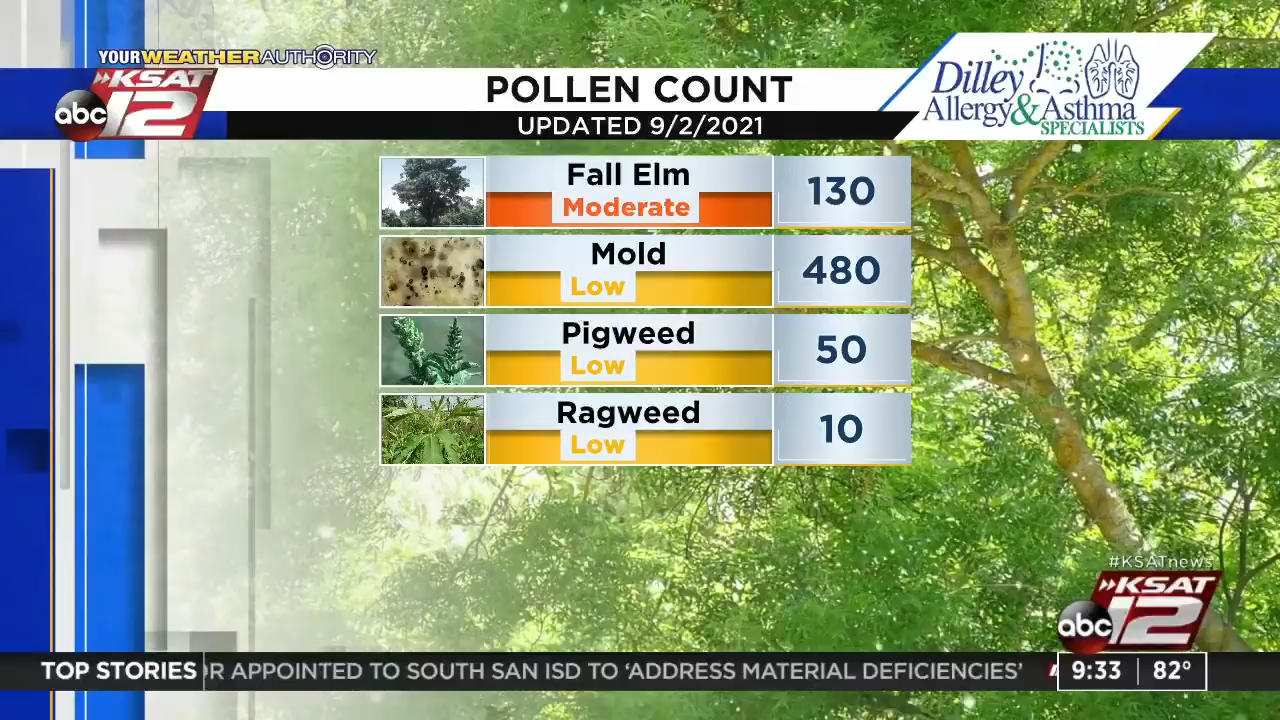 YOURWEATHERAUTHORITY
KSAT
abc 12
POLLEN COUNT
UPDATED 9/2/2021
Dilley
Allergy&Asthma
SPECIALISTS
Fall Elm
Moderate
130
Mold
Low
480
Pigweed
Low
50
Ragweed
Low
10
#KSATnews
KSAT
abc 12
TOP STORIES
R APPOINTED TO SOUTH SAN ISD TO ‘ADDRESS MATERIAL DEFICIENCIES’
9:33 82°